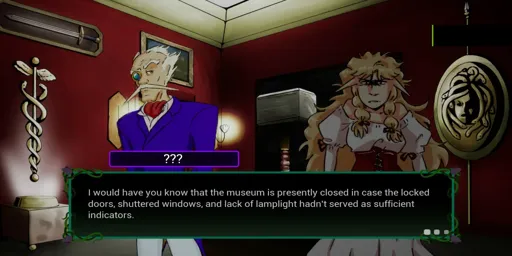 ???
I would have you know that the museum is presently closed in case the locked
doors, shuttered windows, and lack of lamplight hadn't served as sufficient
indicators.